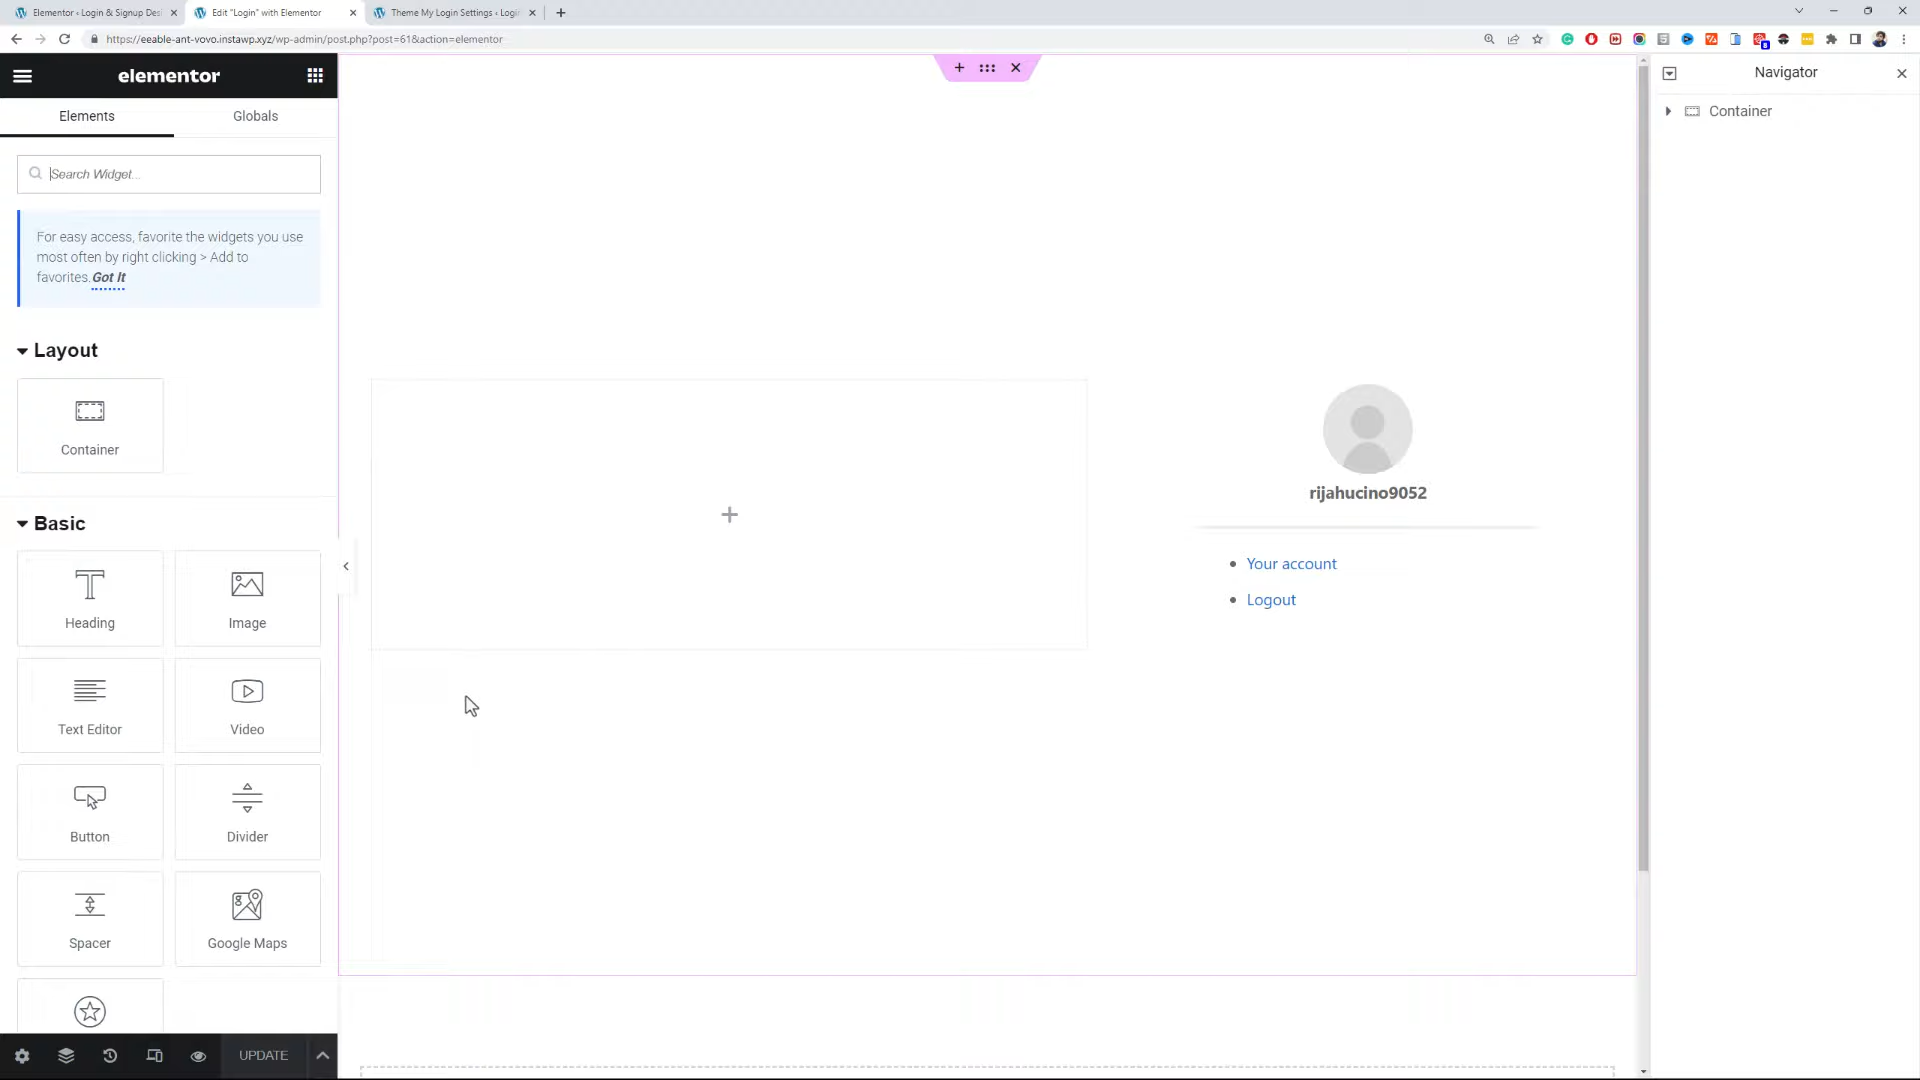 Elementor ‹ Login & Signup Des
Edit "Login" with Elementor
Theme My Login Settings ‹ Login
https://eeable-ant-vovo.instawp.xyz/wp-admin/post.php?post=61&action=elementor
elementor
Elements
Globals
Search Widget...
For easy access, favorite the widgets you use
most often by right clicking > Add to
favorites. Got It
Layout
Container
Basic
Heading
Image
Text Editor
Video
Button
Divider
Spacer
Google Maps
UPDATE
rijahucino9052
Your account
Logout
Navigator
Container